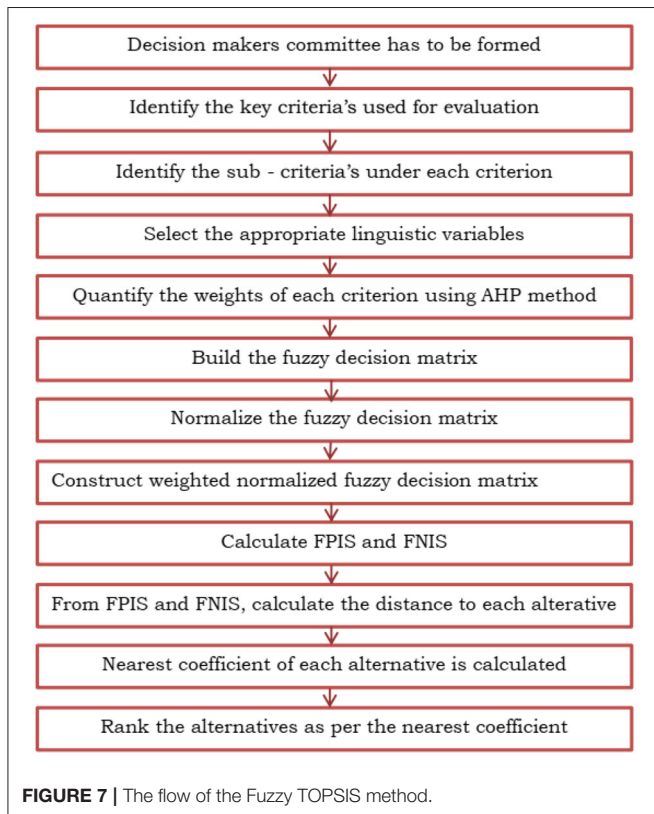 Decision makers committee has to be formed
Identify the key criteria's used for evaluation
Identify the sub - criteria's under each criterion
Select the appropriate linguistic variables
Quantify the weights of each criterion using AHP method
Build the fuzzy decision matrix
Normalize the fuzzy decision matrix
Construct weighted normalized fuzzy decision matrix
Calculate FPIS and FNIS
From FPIS and FNIS, calculate the distance to each alterative
Nearest coefficient of each alternative is calculated
Rank the alternatives as per the nearest coefficient
FIGURE 7 | The flow of the Fuzzy TOPSIS method.